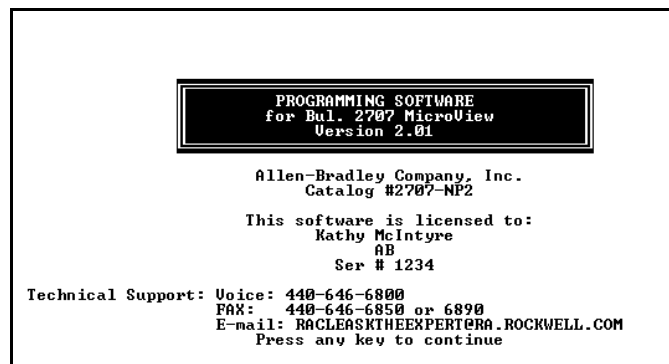 PROGRAMMING SOFTWARE
for Bul. 2707 MicroView
Version 2.01
Allen-Bradley Company, Inc.
Catalog #2707-NP2
This software is licensed to:
Kathy McIntyre
AB
Ser # 1234
Technical Support: Voice: 440-646-6800
FAX: 440-646-6850 or 6890
E-mail: RACLEASKTHEEXPERT@RA.ROCKWELL.COM
Press any key to continue